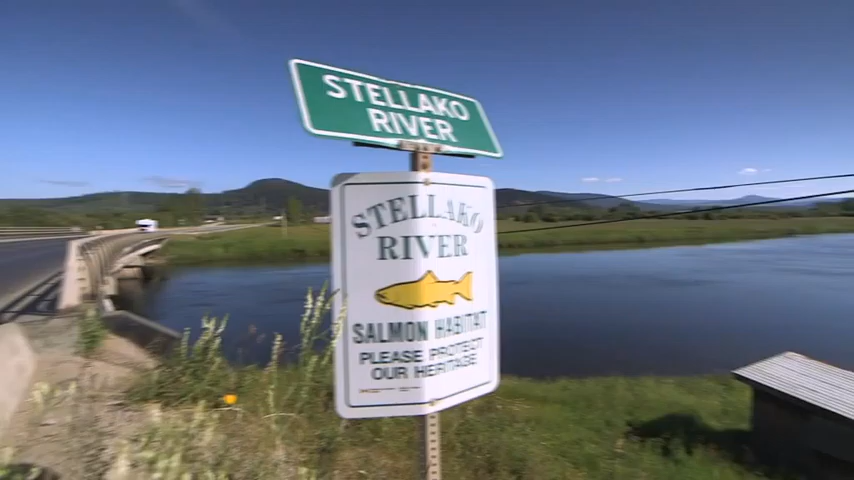 STELLAKO
RIVER
STELLAKO
RIVER
SALMON HABITAT
PLEASE PROTECT
OUR HERITAGE